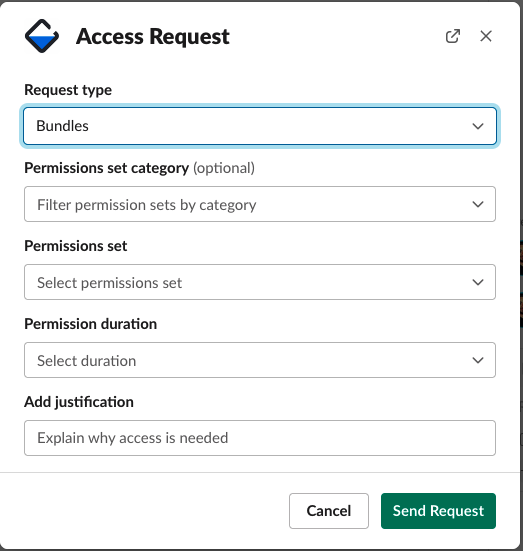 Access Request
Request type
Bundles
Permissions set category (optional)
Filter permission sets by category
Permissions set
Select permissions set
Permission duration
Select duration
Add justification
Explain why access is needed
Cancel
Send Request